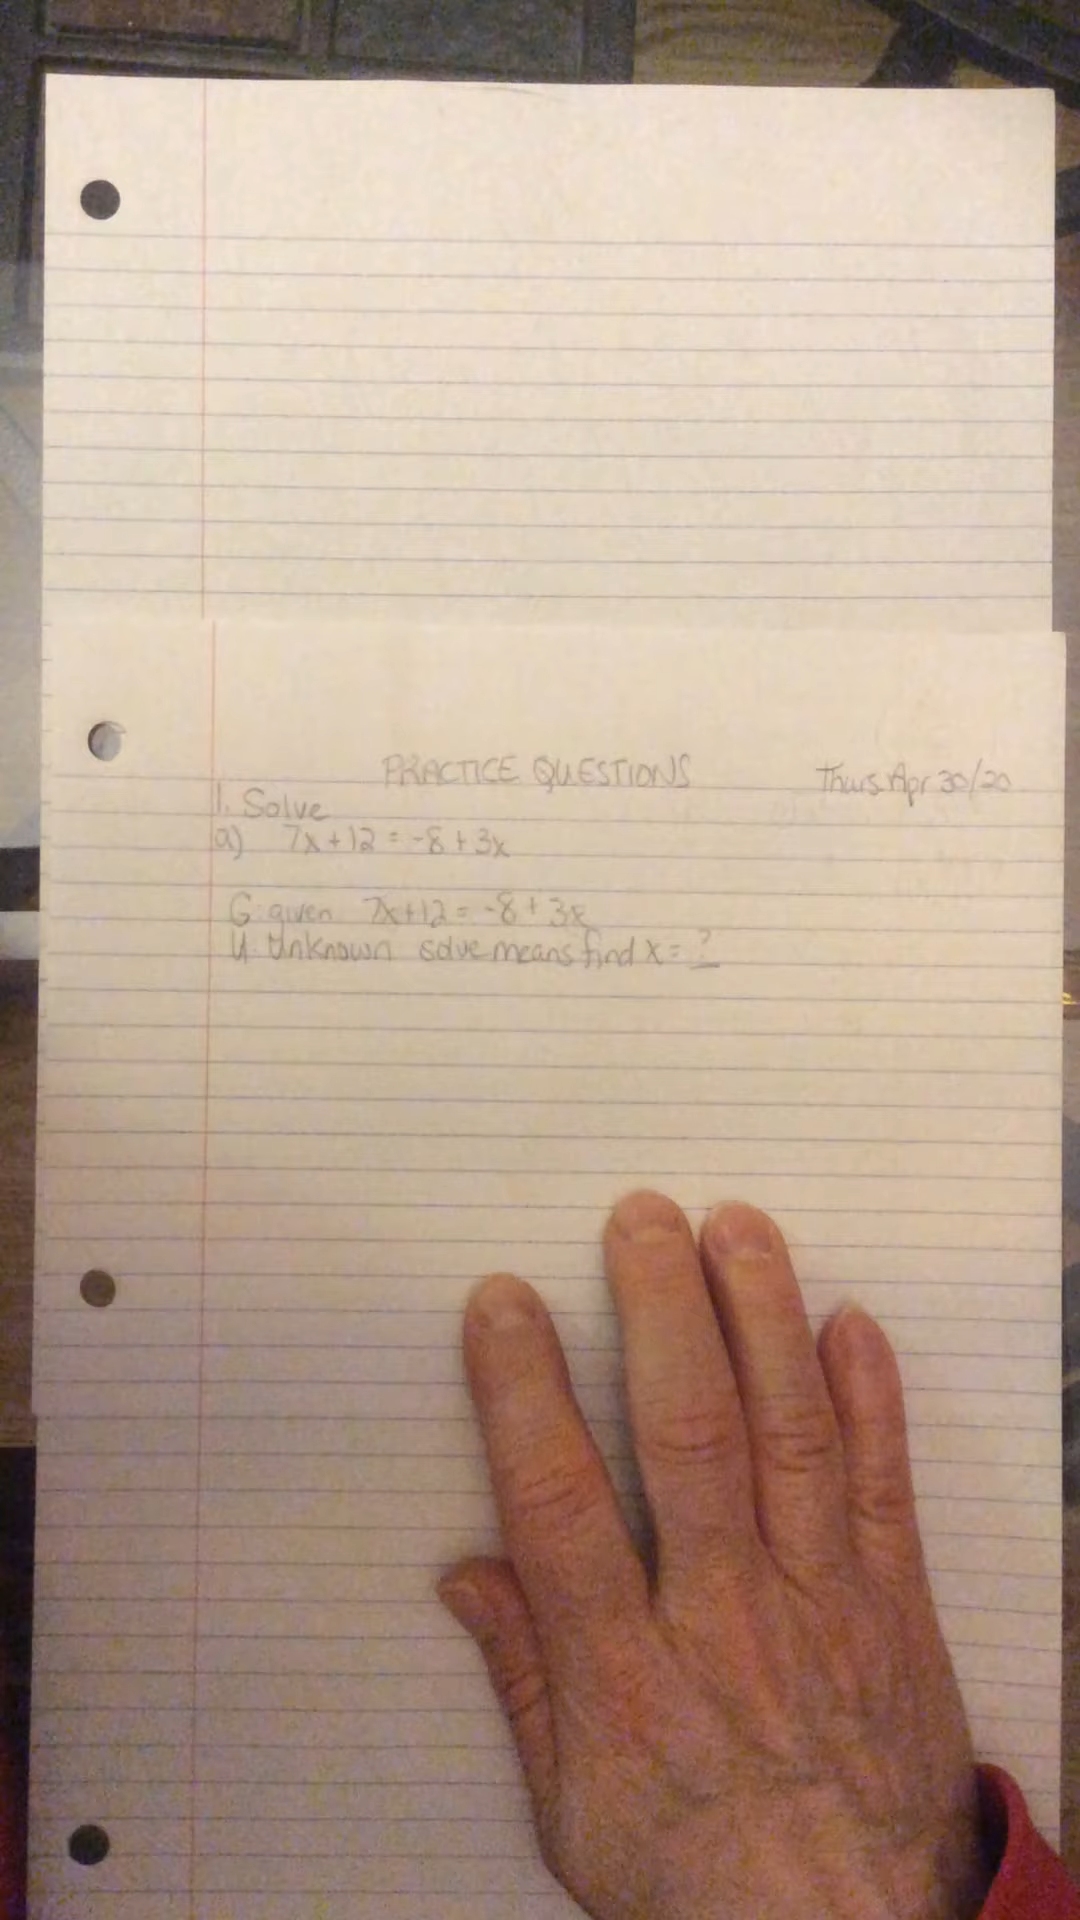 PRACTICE QUESTIONS Thurs Apr 30/20
1. Solve
a) 7x+12 = -8+3x
G: given 7x+12 = -8+3x
U: Unknown solve means find x = ?